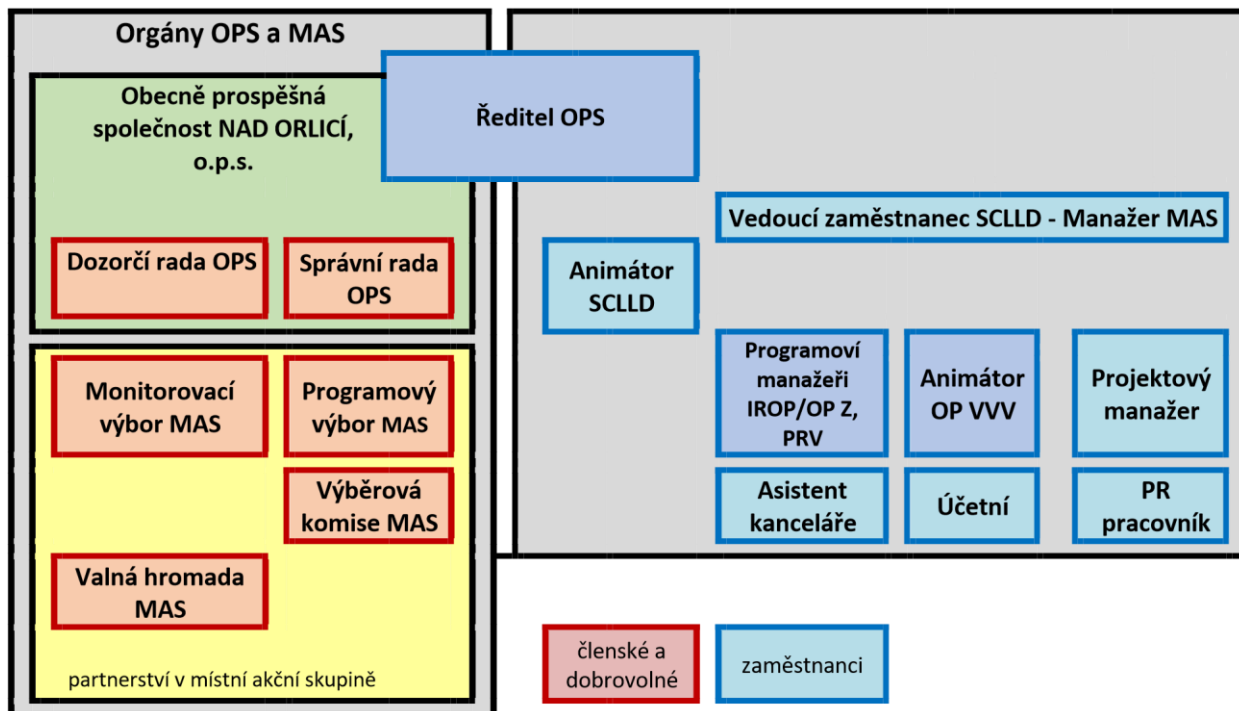 Orgány OPS a MAS
Obecně prospěšná
společnost NAD ORLICÍ,
o.p.s.
Ředitel OPS
Vedoucí zaměstnanec SCLLD - Manažer MAS
Dozorčí rada OPS
Správní rada
OPS
Animátor
SCLLD
Monitorovací
výbor MAS
Programový
výbor MAS
Programoví
manažeři
IROP/OP Z,
PRV
Animátor
OP VVV
Projektový
manažer
Výběrová
komise MAS
Asistent
kanceláře
Účetní
PR
pracovník
Valná hromada
MAS
partnerství v místní akční skupině
členské a
dobrovolné
zaměstnanci